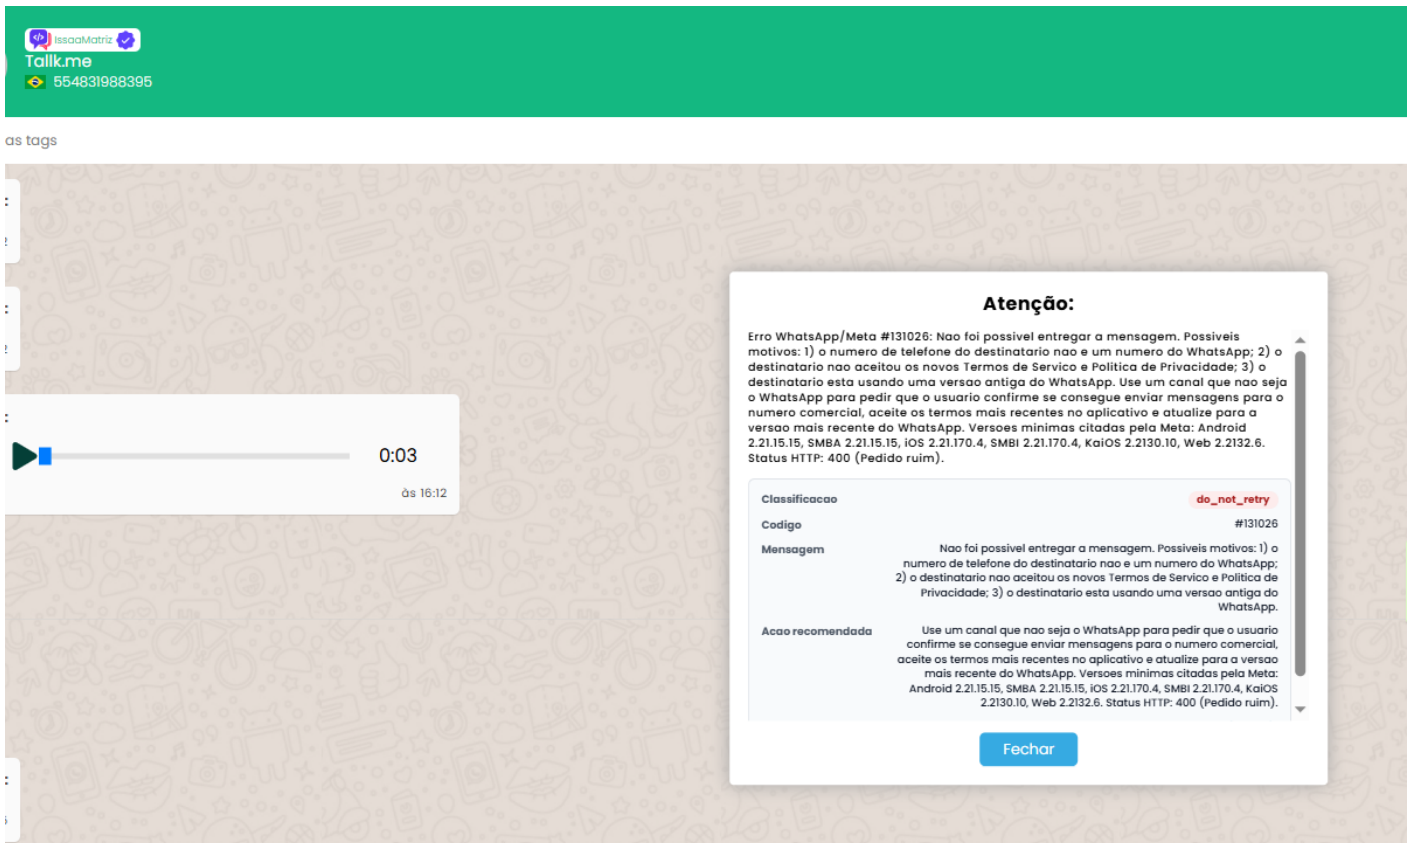 IssaaMatriz
Tallk.me
554831988395
as tags
:
2
:
2
:
0:03
às 16:12
:
Atenção:
Erro WhatsApp/Meta #131026: Nao foi possivel entregar a mensagem. Possiveis
motivos: 1) o numero de telefone do destinatario nao e um numero do WhatsApp; 2) o
destinatario nao aceitou os novos Termos de Servico e Politica de Privacidade; 3) o
destinatario esta usando uma versao antiga do WhatsApp. Use um canal que nao seja
o WhatsApp para pedir que o usuario confirme se consegue enviar mensagens para o
numero comercial, aceite os termos mais recentes no aplicativo e atualize para a
versao mais recente do WhatsApp. Versoes minimas citadas pela Meta: Android
2.21.15.15, SMBA 2.21.15.15, iOS 2.21.170.4, SMBI 2.21.170.4, KaiOS 2.2130.10, Web 2.2132.6.
Status HTTP: 400 (Pedido ruim).
Classificacao do_not_retry
Codigo #131026
Mensagem Nao foi possivel entregar a mensagem. Possiveis motivos: 1) o
numero de telefone do destinatario nao e um numero do WhatsApp;
2) o destinatario nao aceitou os novos Termos de Servico e Politica de
Privacidade; 3) o destinatario esta usando uma versao antiga do
WhatsApp.
Acao recomendada Use um canal que nao seja o WhatsApp para pedir que o usuario
confirme se consegue enviar mensagens para o numero comercial,
aceite os termos mais recentes no aplicativo e atualize para a versao
mais recente do WhatsApp. Versoes minimas citadas pela Meta:
Android 2.21.15.15, SMBA 2.21.15.15, iOS 2.21.170.4, SMBI 2.21.170.4, KaiOS
2.2130.10, Web 2.2132.6. Status HTTP: 400 (Pedido ruim).
Fechar